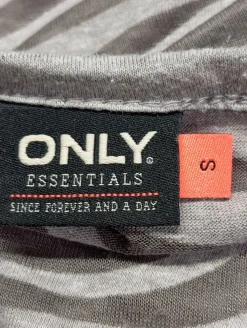 ONLY®
ESSENTIALS
SINCE FOREVER AND A DAY
S